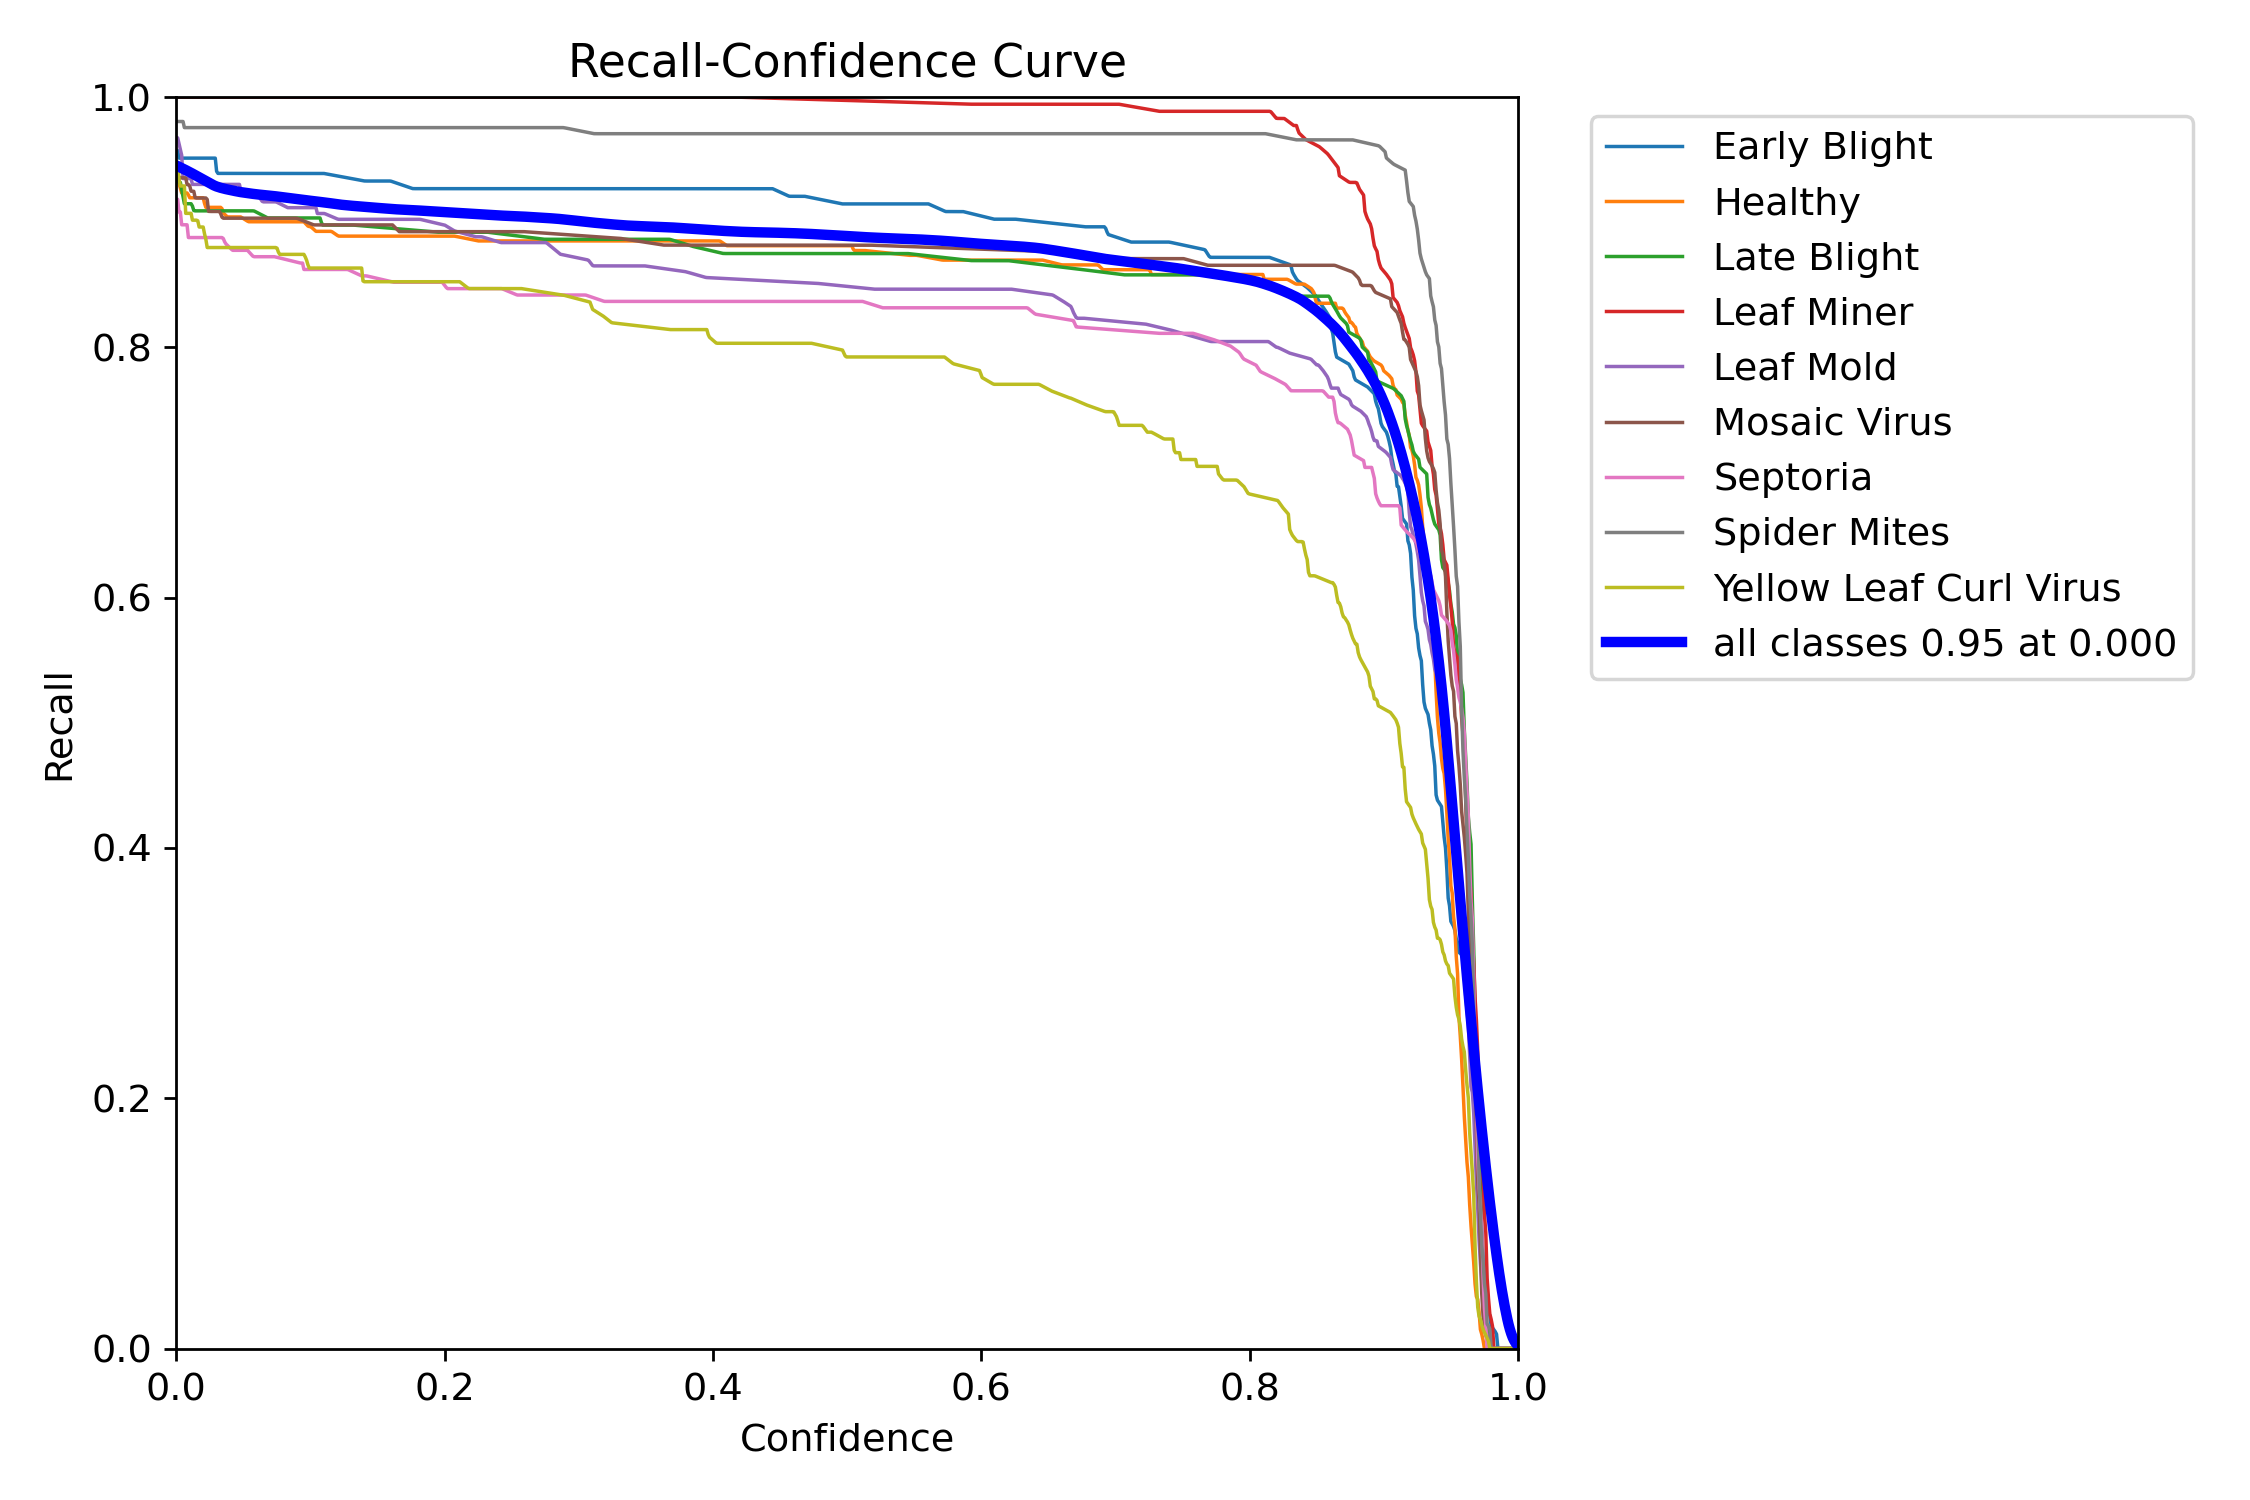 Recall-Confidence Curve
1.0
0.8
0.6
0.4
0.2
0.0
Recall
0.0 0.2 0.4 0.6 0.8 1.0
Confidence
Early Blight
Healthy
Late Blight
Leaf Miner
Leaf Mold
Mosaic Virus
Septoria
Spider Mites
Yellow Leaf Curl Virus
all classes 0.95 at 0.000